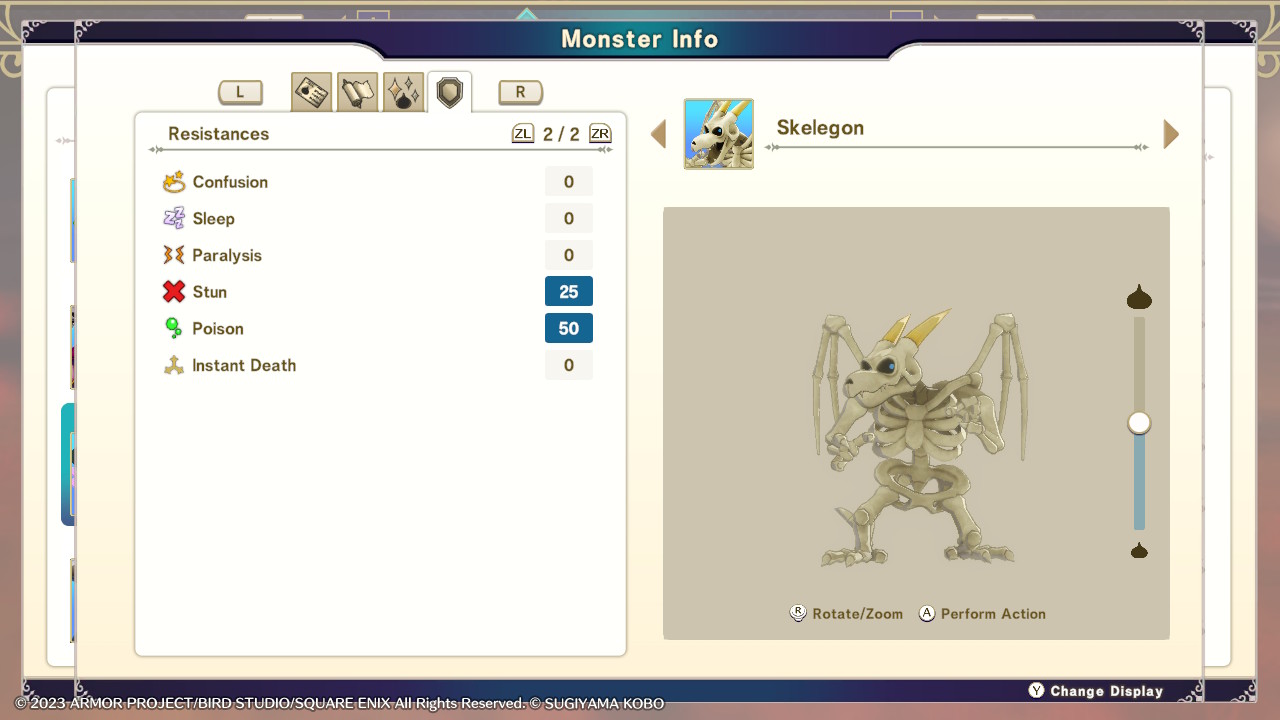 Monster Info
L
R
Resistances
ZL 2 / 2 ZR
Confusion 0
Sleep 0
Paralysis 0
Stun 25
Poison 50
Instant Death 0
Skelegon
R Rotate/Zoom A Perform Action
Y Change Display
© 2023 ARMOR PROJECT/BIRD STUDIO/SQUARE ENIX All Rights Reserved. © SUGIYAMA KOBO